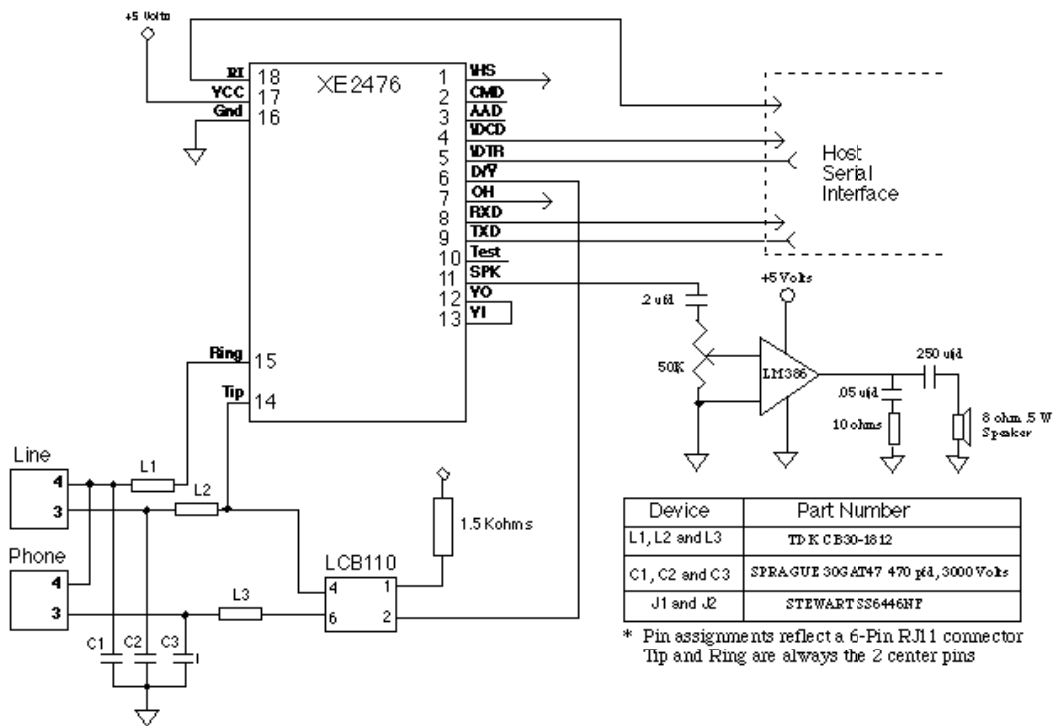 +5 Volts
RI
18
VCC
17
Gnd
16
XE2476
1
\HS
2
CMD
3
AAD
4
\DCD
5
\DTR
6
D/V
7
OH
8
RXD
9
TXD
10
Test
11
SPK
12
YO
13
YI
Ring
15
Tip
14
Host
Serial
Interface
+5 Volts
.2 ufd
50K
LM386
250 ufd
.05 ufd
10 ohms
8 ohm .5 W
Speaker
Line
4
3
L1
L2
Phone
4
3
L3
C1
C2
C3
LCB110
4
6
1
2
1.5 Kohms
Device Part Number
L1, L2 and L3 TDK CB30-1812
C1, C2 and C3 SPRAGUE 30GAT47 470 pfd, 3000 Volts
J1 and J2 STEWART SS6446NF
* Pin assignments reflect a 6-Pin RJ11 connector
Tip and Ring are always the 2 center pins